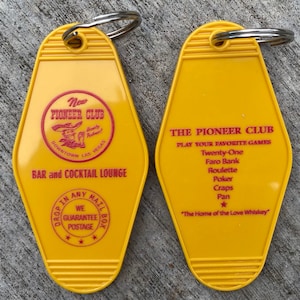 New
PIONEER CLUB
DOWNTOWN LAS VEGAS
BAR and COCKTAIL LOUNGE
DROP IN ANY MAIL BOX
WE
GUARANTEE
POSTAGE
THE PIONEER CLUB
PLAY YOUR FAVORITE GAMES
Twenty-One
Faro Bank
Roulette
Poker
Craps
Pan
"The Home of the Love Whiskey"